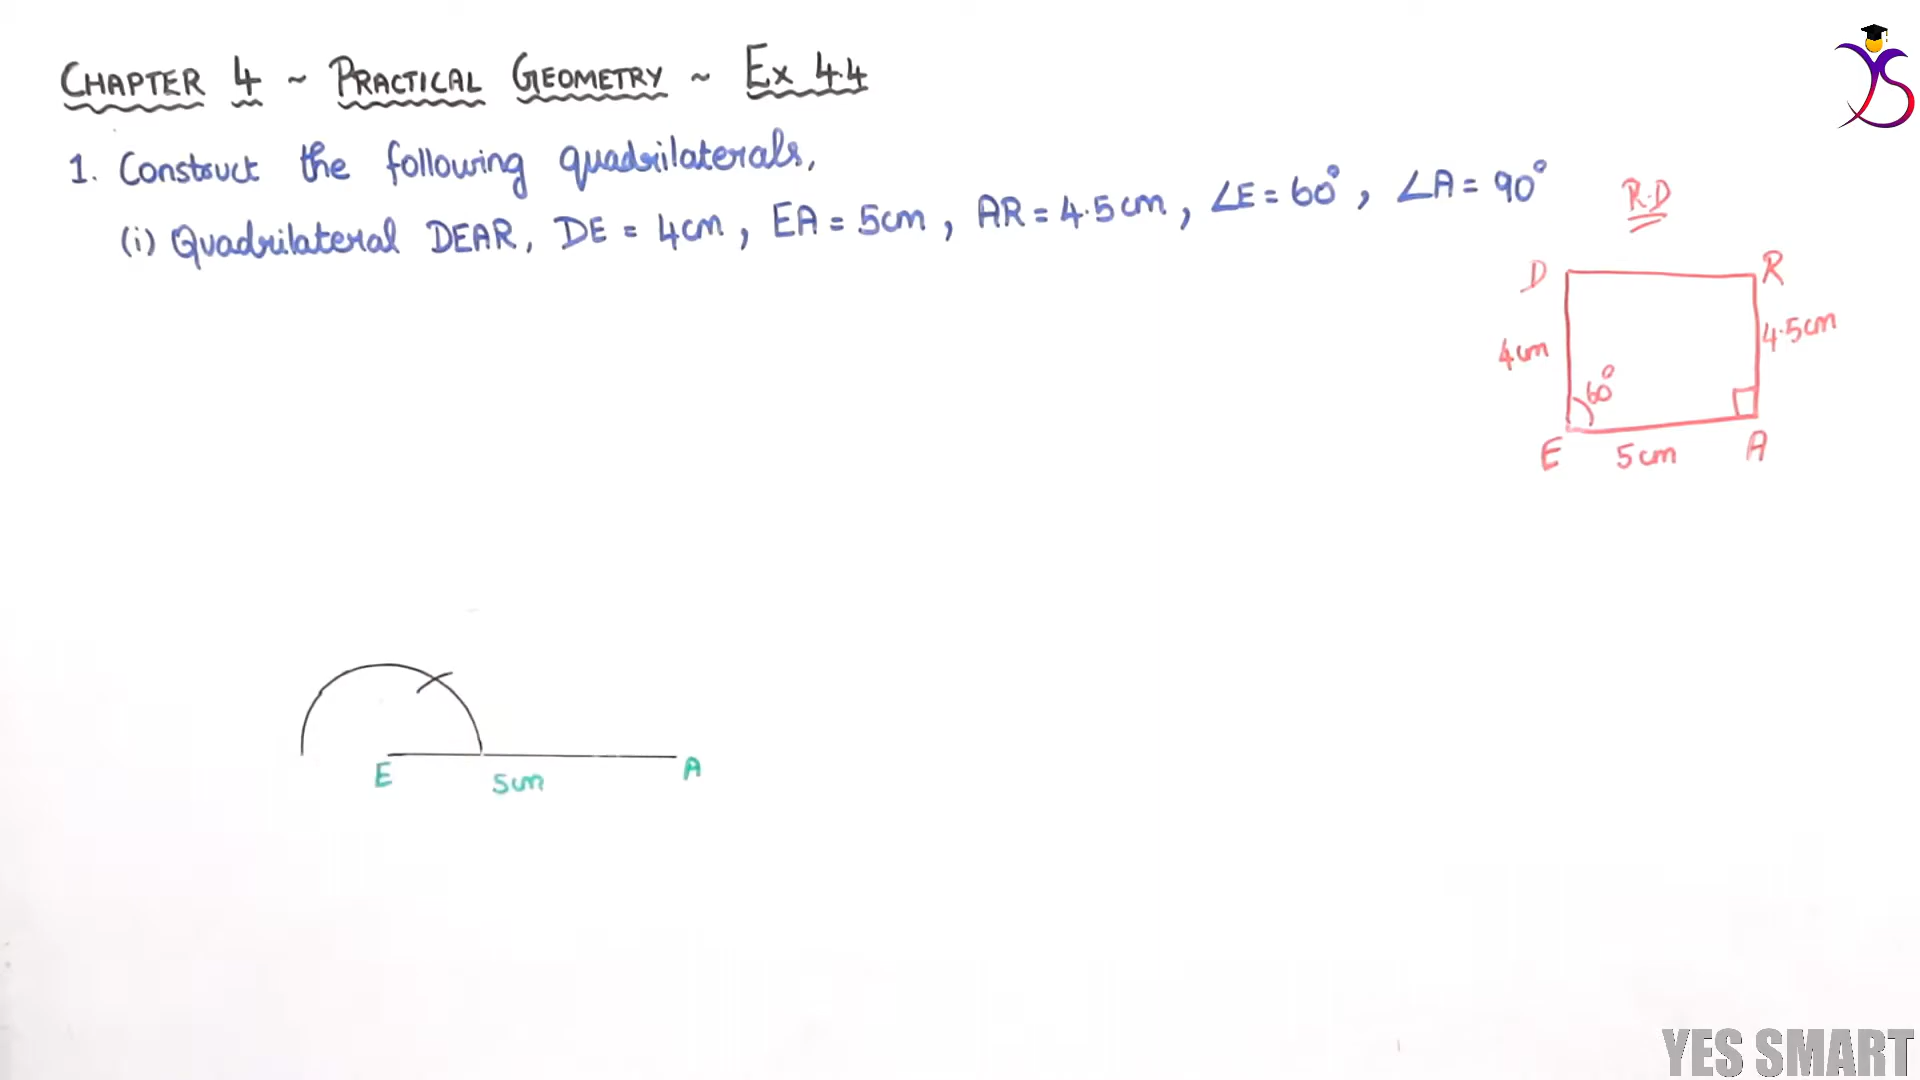 CHAPTER 4 ~ PRACTICAL GEOMETRY ~ Ex 4.4
1. Construct the following quadrilaterals,
(i) Quadrilateral DEAR, DE = 4cm, EA = 5cm, AR = 4.5cm, ∠E = 60°, ∠A = 90°
R.D
D R
4cm 4.5cm
60°
E 5cm A
E 5cm A
YS
YES SMART